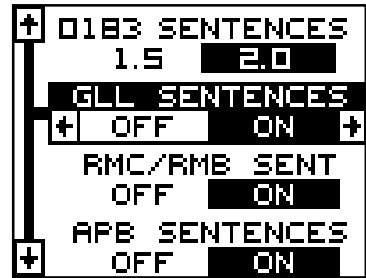 0183 SENTENCES
1.5 2.0
GLL SENTENCES
OFF ON
RMC/RMB SENT
OFF ON
APB SENTENCES
OFF ON